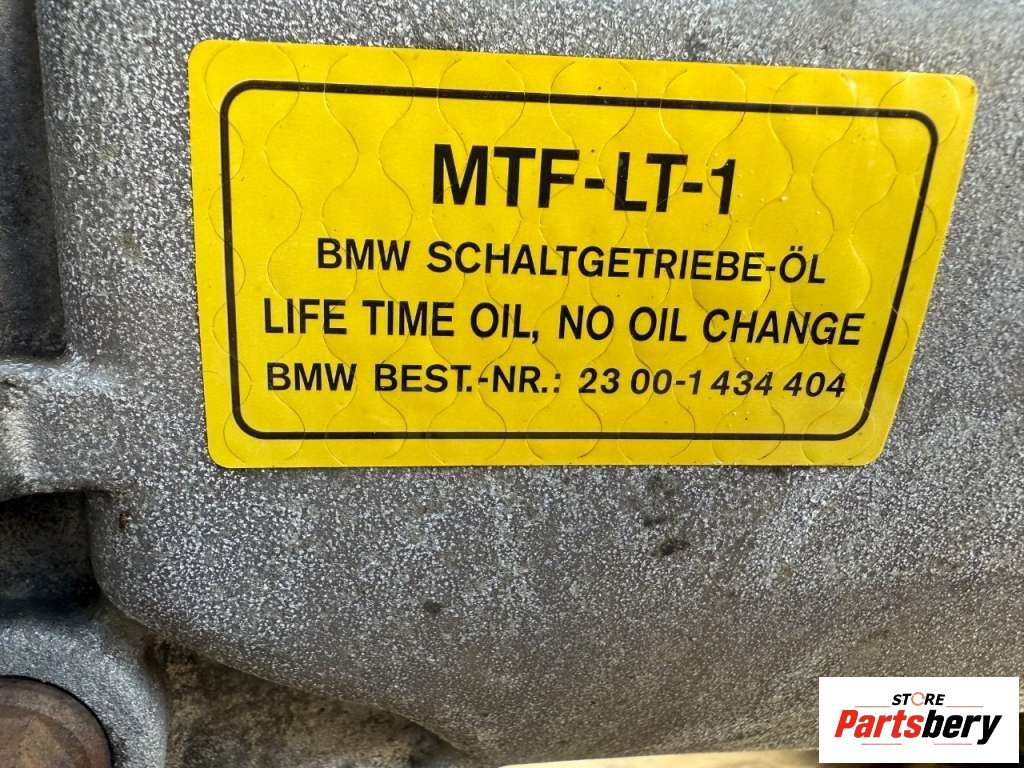 MTF-LT-1
BMW SCHALTGETRIEBE-ÖL
LIFE TIME OIL, NO OIL CHANGE
BMW BEST.-NR.: 23 00-1 434 404
STORE
Partsbery